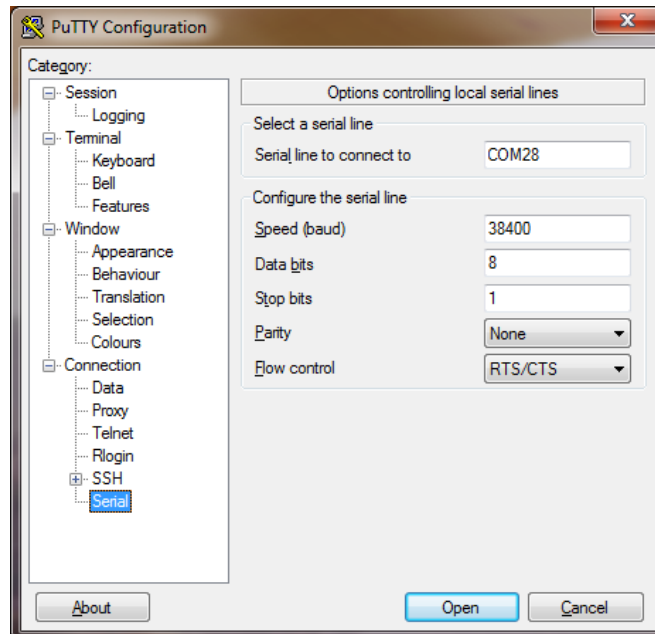 PuTTY Configuration
Category:
Session
Logging
Terminal
Keyboard
Bell
Features
Window
Appearance
Behaviour
Translation
Selection
Colours
Connection
Data
Proxy
Telnet
Rlogin
SSH
Serial
Options controlling local serial lines
Select a serial line
Serial line to connect to COM28
Configure the serial line
Speed (baud) 38400
Data bits 8
Stop bits 1
Parity None
Flow control RTS/CTS
About Open Cancel